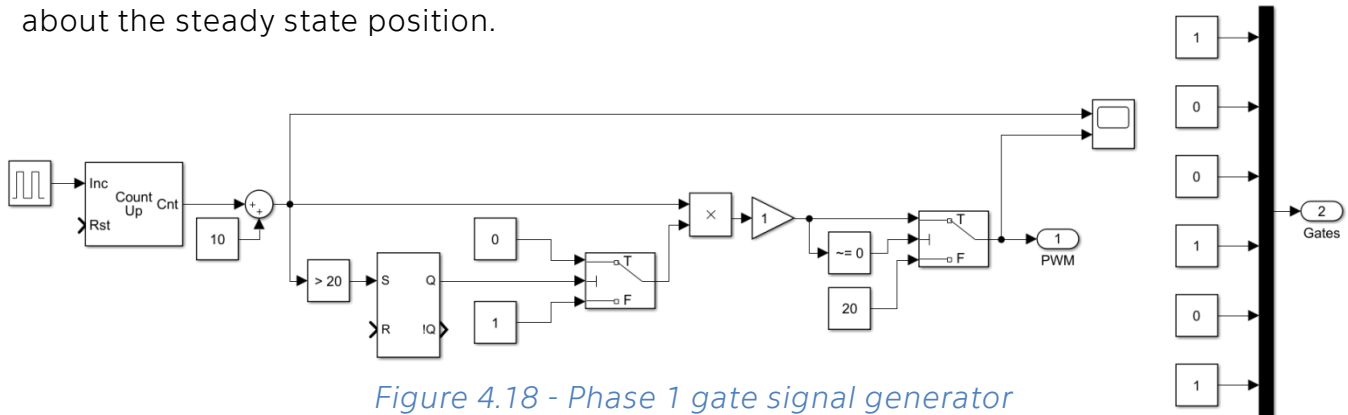 about the steady state position.
Inc
Count
Up
Cnt
Rst
+
+
10
> 20
S
Q
R
!Q
0
1
T
F
×
1
~= 0
20
T
F
1
PWM
1
0
0
1
0
1
2
Gates
Figure 4.18 - Phase 1 gate signal generator